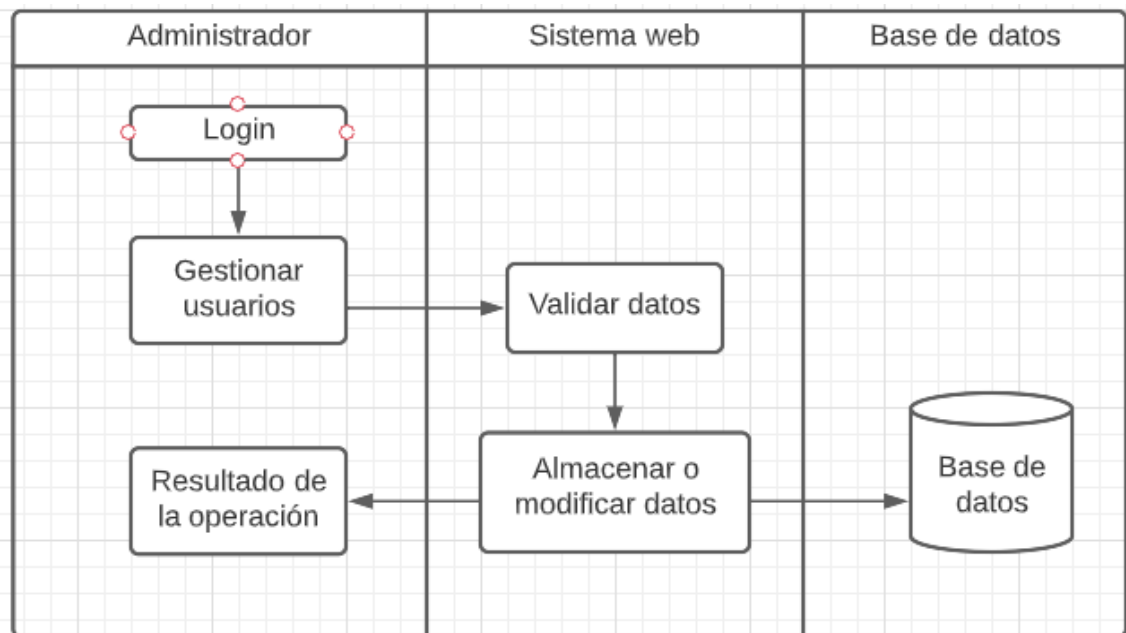 Administrador
Sistema web
Base de datos
Login
Gestionar
usuarios
Validar datos
Resultado de
la operación
Almacenar o
modificar datos
Base de
datos